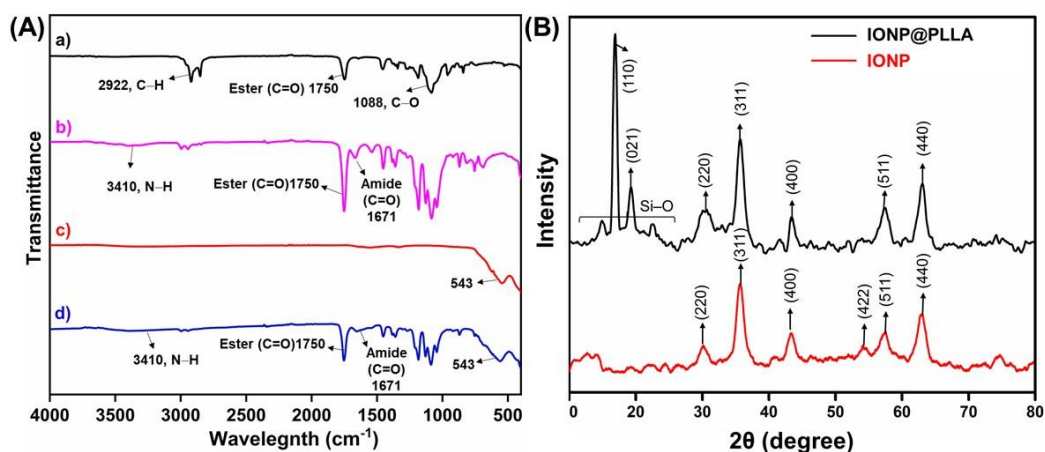 (A)
a)
2922, C–H
Ester (C=O) 1750
1088, C–O
b)
3410, N–H
Ester (C=O)1750
Amide
(C=O)
1671
c)
543
d)
3410, N–H
Ester (C=O)1750
Amide
(C=O)
1671
543
Transmittance
4000 3500 3000 2500 2000 1500 1000 500
Wavelegnth (cm⁻¹)
(B)
IONP@PLLA
IONP
(110)
(021)
Si–O
(220)
(311)
(400)
(511)
(440)
(220)
(311)
(400)
(422)
(511)
(440)
Intensity
0 10 20 30 40 50 60 70 80
2θ (degree)